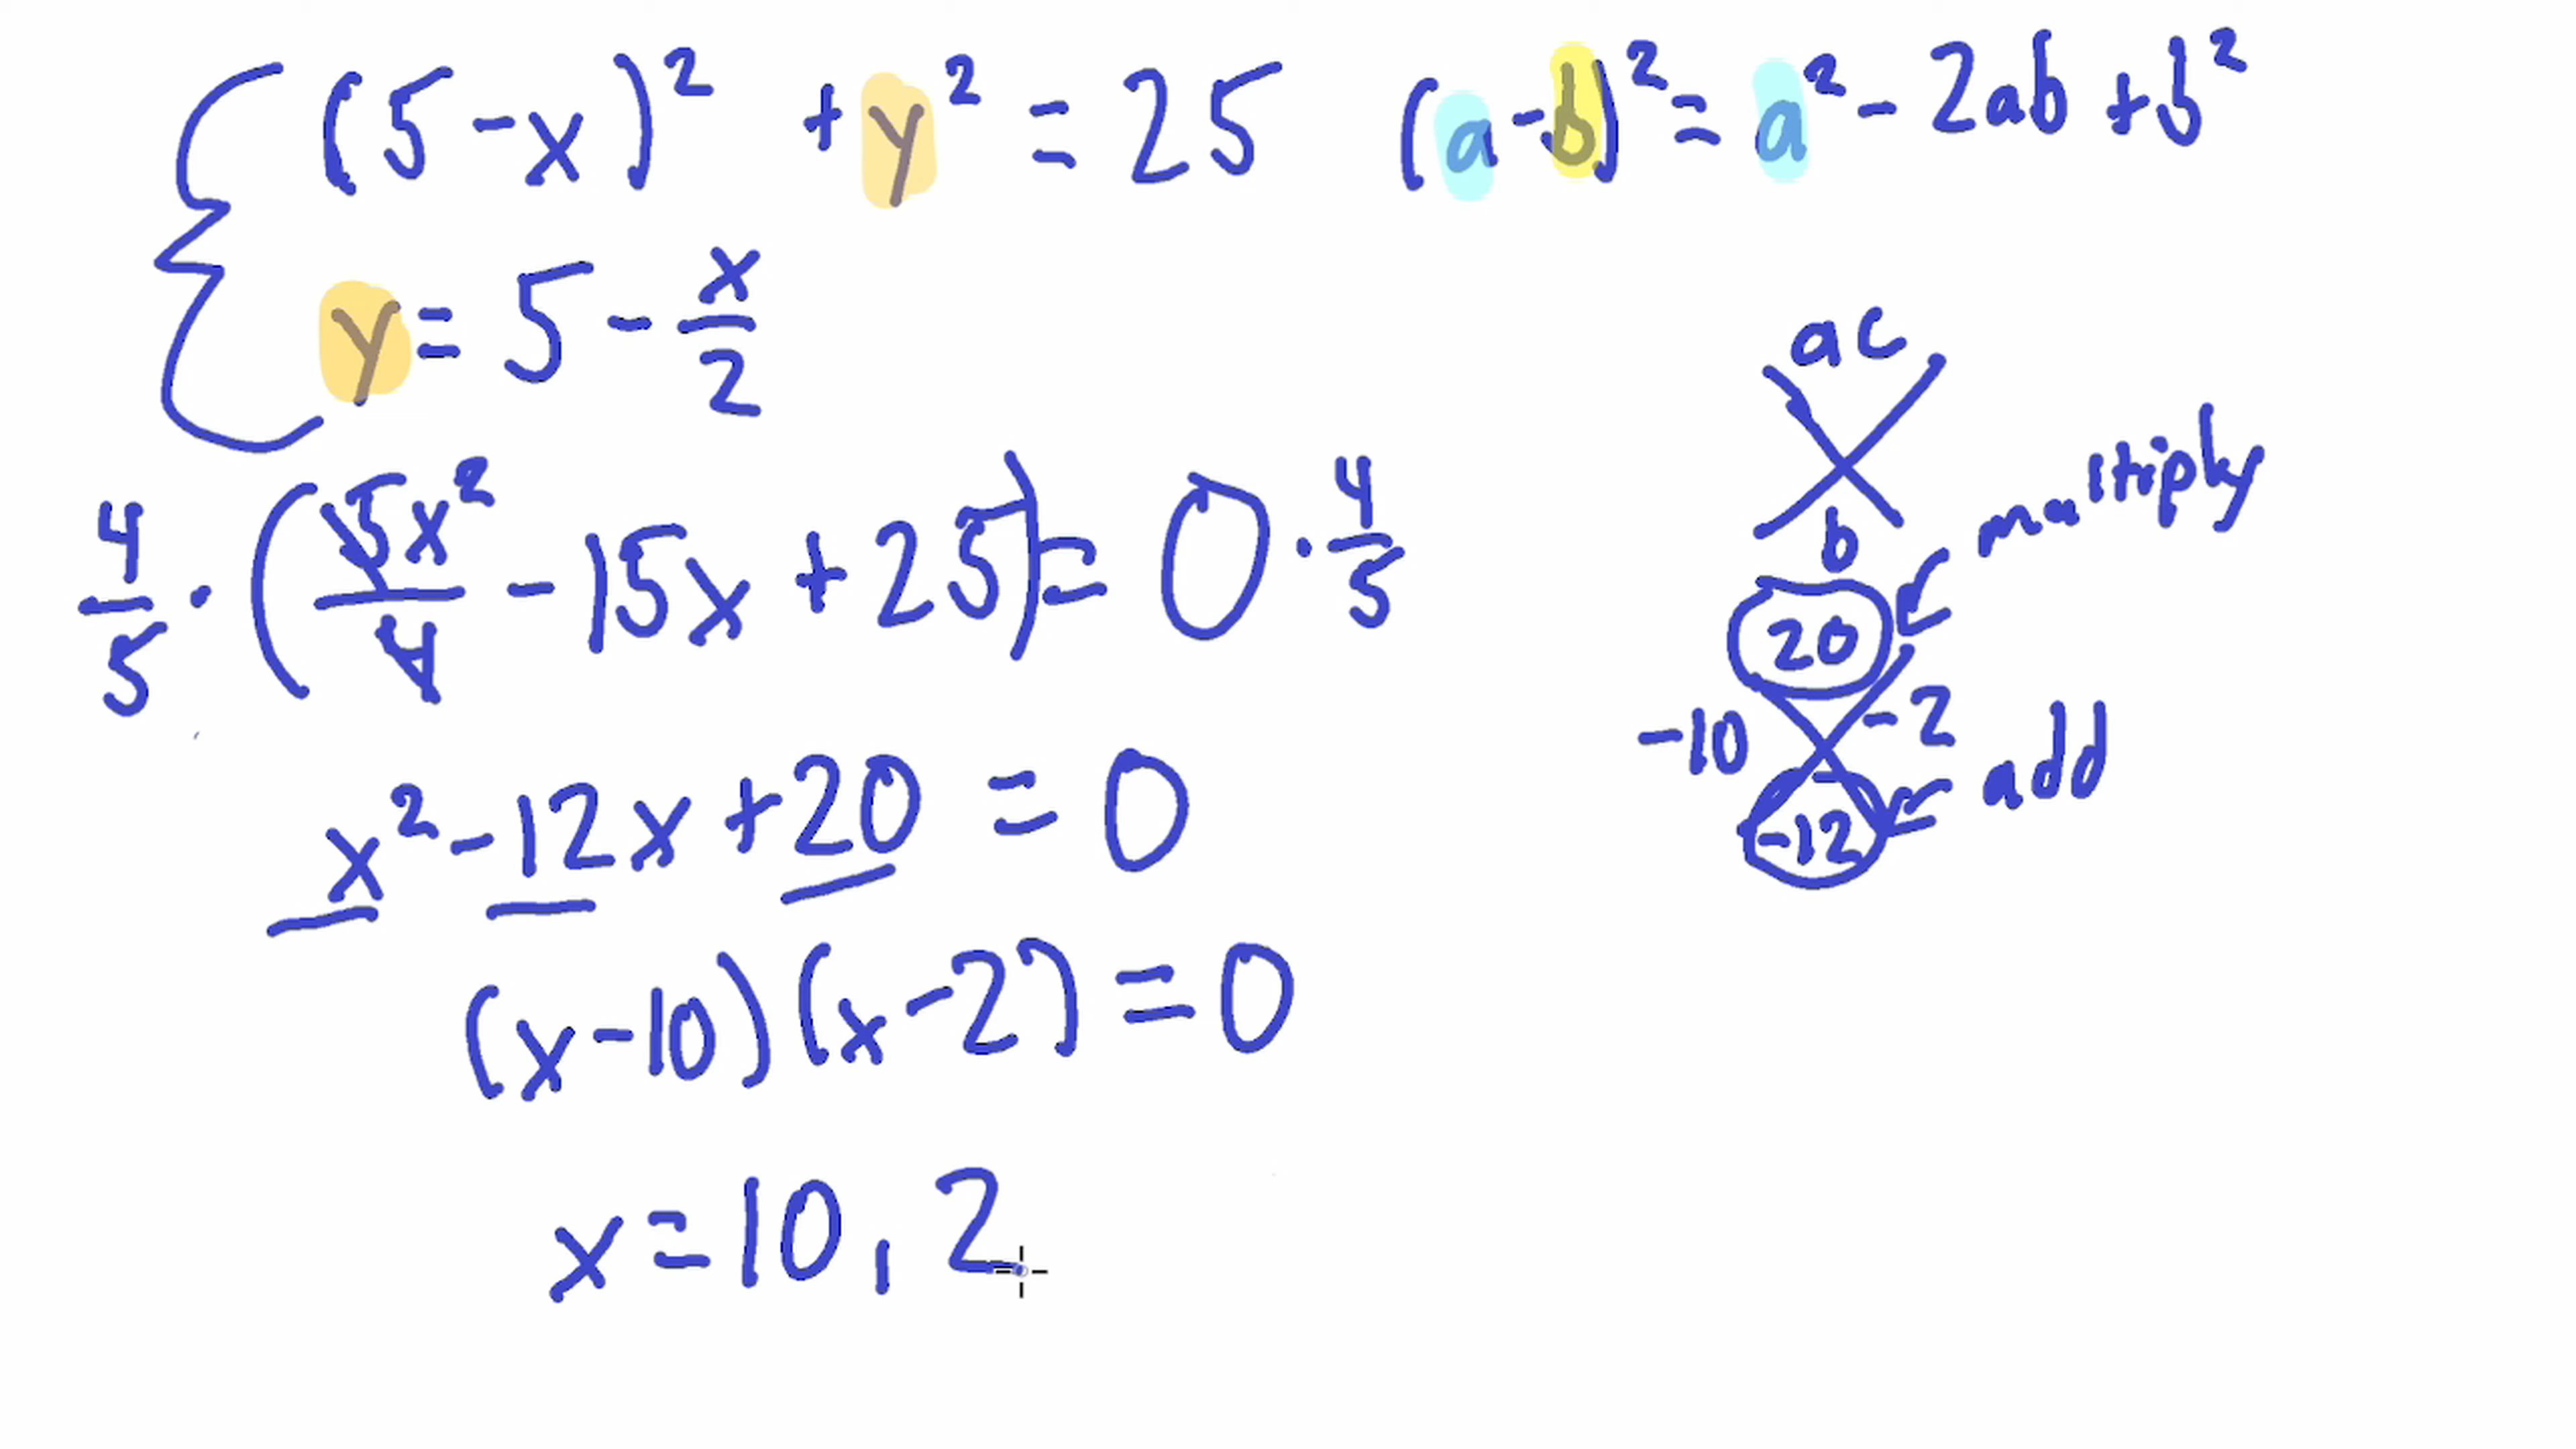 (5-x)² + y² = 25
(a-b)² = a² - 2ab + b²
y = 5 - x/2
ac
b
multiply
4/5 · (5x²/4 - 15x + 25) = 0 · 4/5
20
-10 -2
add
-12
x² - 12x + 20 = 0
(x-10)(x-2) = 0
x = 10, 2